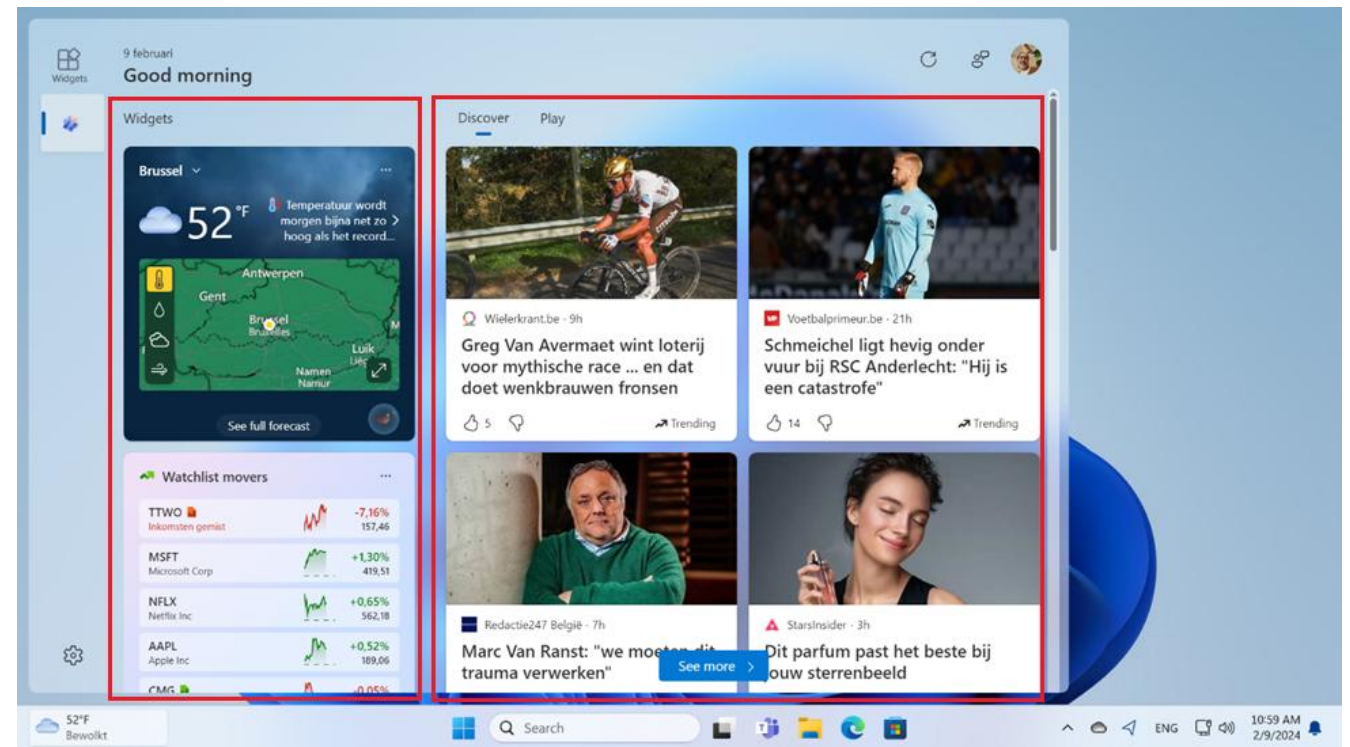 9 februari
Good morning
Widgets
Widgets
Brussel
52 °F
Temperatuur wordt
morgen bijna net zo
hoog als het record...
Antwerpen
Gent
Brussel
Bruxelles
Luik
Namen
Namur
See full forecast
Watchlist movers
TTWO -7,16%
Inkomsten gemist 157,46
MSFT +1,30%
Microsoft Corp 419,51
NFLX +0,65%
Netflix Inc 562,18
AAPL +0,52%
Apple Inc 189,06
CMG -0,05%
Discover Play
Wielerkrant.be · 9h
Greg Van Avermaet wint loterij
voor mythische race ... en dat
doet wenkbrauwen fronsen
5 Trending
Voetbalprimeur.be · 21h
Schmeichel ligt hevig onder
vuur bij RSC Anderlecht: "Hij is
een catastrofe"
14 Trending
Redactie247 België · 7h
Marc Van Ranst: "we moeten dit
trauma verwerken"
StarsInsider · 3h
Dit parfum past het beste bij
jouw sterrenbeeld
See more
52°F
Bewolkt
Search
ENG
10:59 AM
2/9/2024